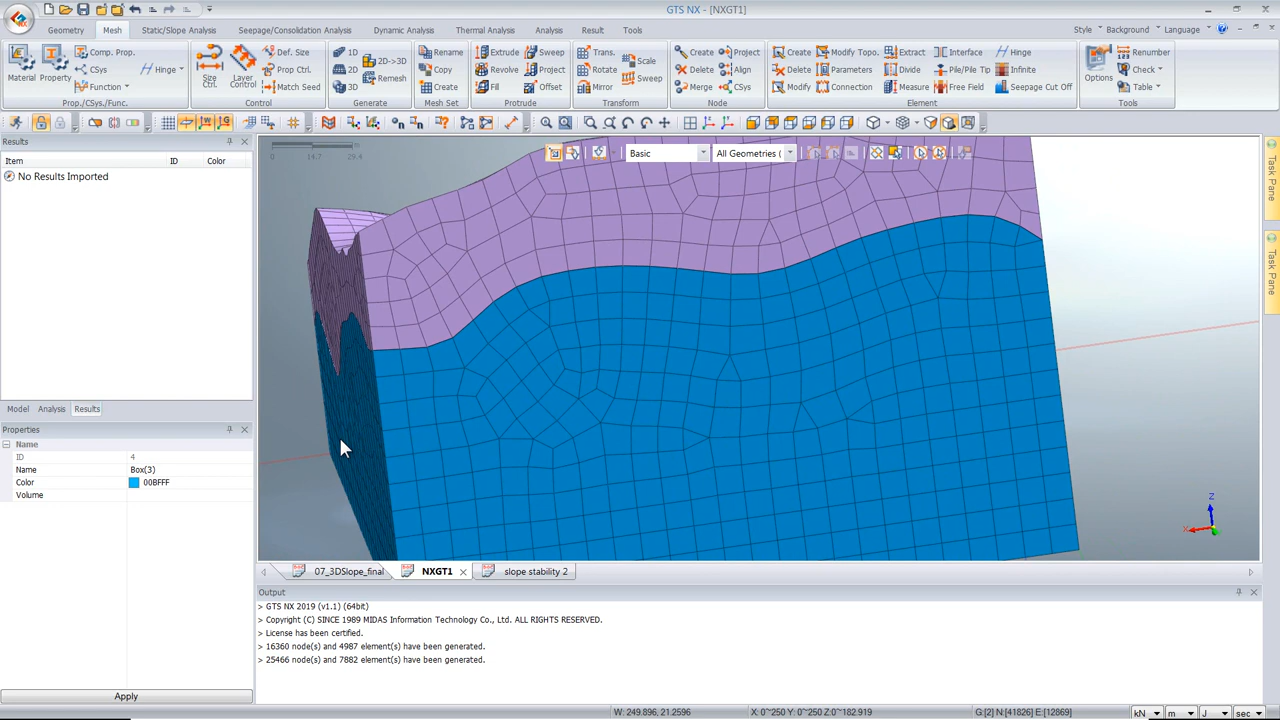 GTS NX - [NXGT1]
Geometry Mesh Static/Slope Analysis Seepage/Consolidation Analysis Dynamic Analysis Thermal Analysis Analysis Result Tools Style Background Language
Comp. Prop. Def. Size 1D 2D->3D Rename Extrude Sweep Trans. Scale Create Project Create Modify Topo. Extract Interface Hinge Renumber
Material Property CSys Hinge Size Ctrl. Layer Control Prop Ctrl. 2D Remesh Copy Revolve Project Rotate Sweep Delete Align Delete Parameters Divide Pile/Pile Tip Infinite Options Check
Function Match Seed 3D Create Fill Offset Mirror Merge CSys Modify Connection Measure Free Field Seepage Cut Off Table
Prop./CSys./Func. Control Generate Mesh Set Protrude Transform Node Element Tools
Results
Item ID Color
No Results Imported
Model Analysis Results
Properties
Name
ID 4
Name Box(3)
Color 00BFFF
Volume
Apply
14.7 29.4
Basic All Geometries (
Z
X
Task Pane
Task Pane
07_3DSlope_final NXGT1 slope stability 2
Output
> GTS NX 2019 (v1.1) (64bit)
> Copyright (C) SINCE 1989 MIDAS Information Technology Co., Ltd. ALL RIGHTS RESERVED.
> License has been certified.
> 16360 node(s) and 4987 element(s) have been generated.
> 25466 node(s) and 7882 element(s) have been generated.
W: 249.896, 21.2596 X: 0~250 Y: 0~250 Z: 0~182.919 G:[2] N:[41826] E:[12869] kN m J sec